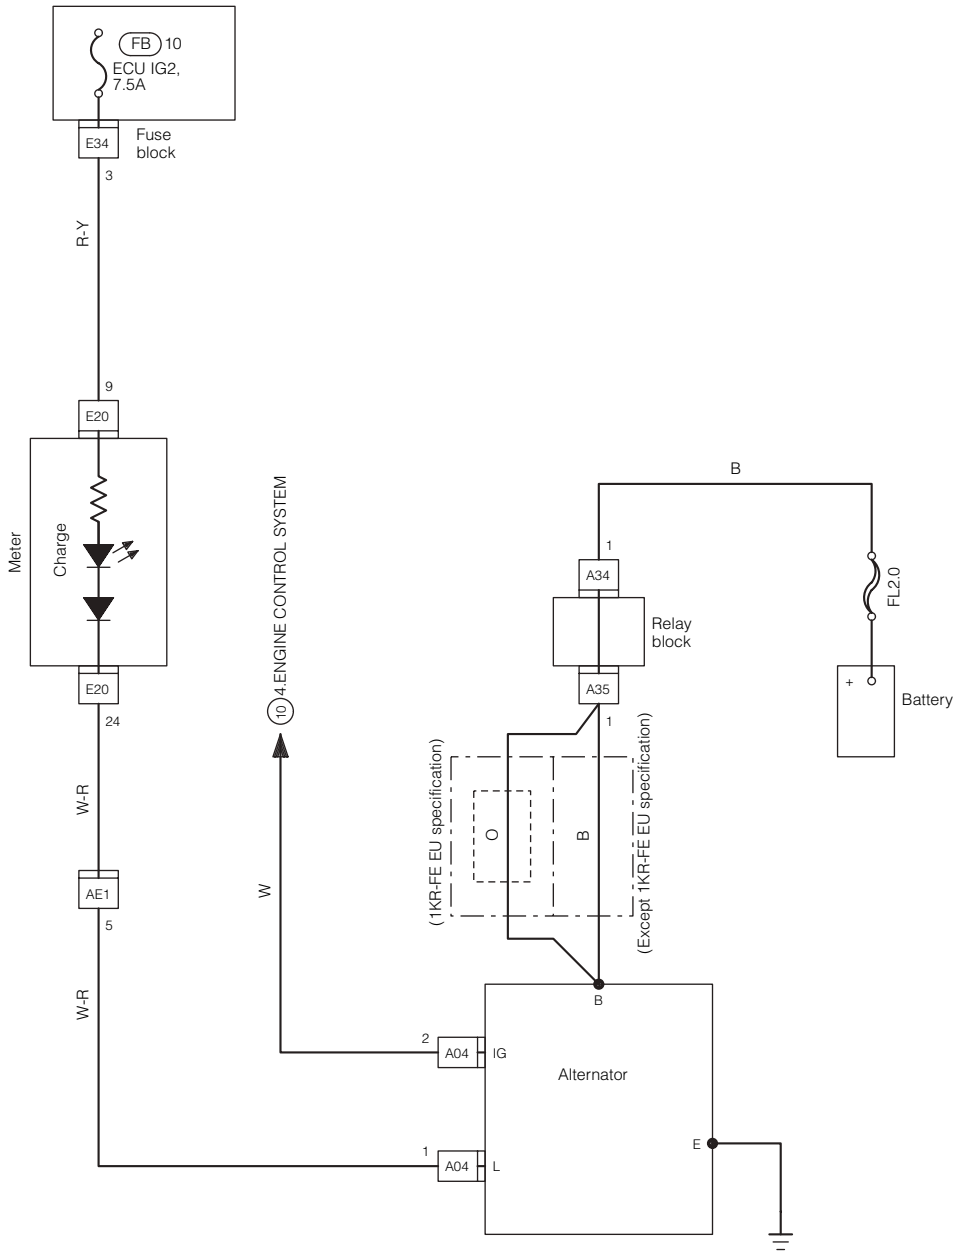 FB 10
ECU IG2,
7.5A
E34
Fuse
block
3
R-Y
9
E20
Meter
Charge
E20
24
W-R
AE1
5
W-R
10 4.ENGINE CONTROL SYSTEM
W
B
1
A34
Relay
block
A35
1
FL2.0
+
Battery
(1KR-FE EU specification)
O
B
(Except 1KR-FE EU specification)
B
2
A04
IG
Alternator
1
A04
L
E